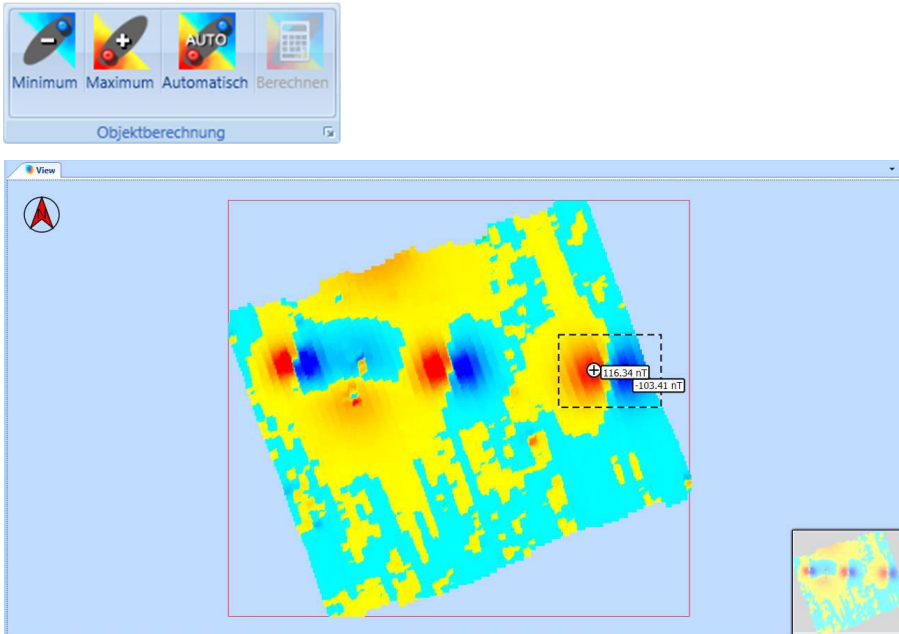 AUTO
Minimum Maximum Automatisch Berechnen
Objektberechnung
View
N
116.34 nT
-103.41 nT